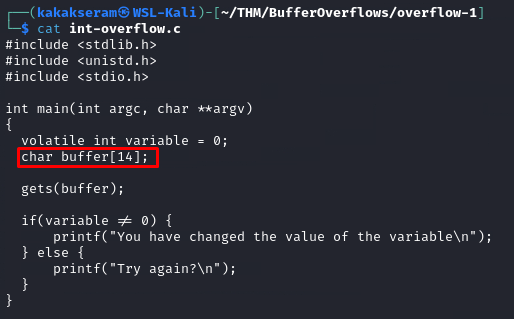 ┌──(kakakseram㉿WSL-Kali)-[~/THM/BufferOverflows/overflow-1]
└─$ cat int-overflow.c
#include <stdlib.h>
#include <unistd.h>
#include <stdio.h>

int main(int argc, char **argv)
{
  volatile int variable = 0;
  char buffer[14];

  gets(buffer);

  if(variable ≠ 0) {
      printf("You have changed the value of the variable\n");
  } else {
      printf("Try again?\n");
  }
}